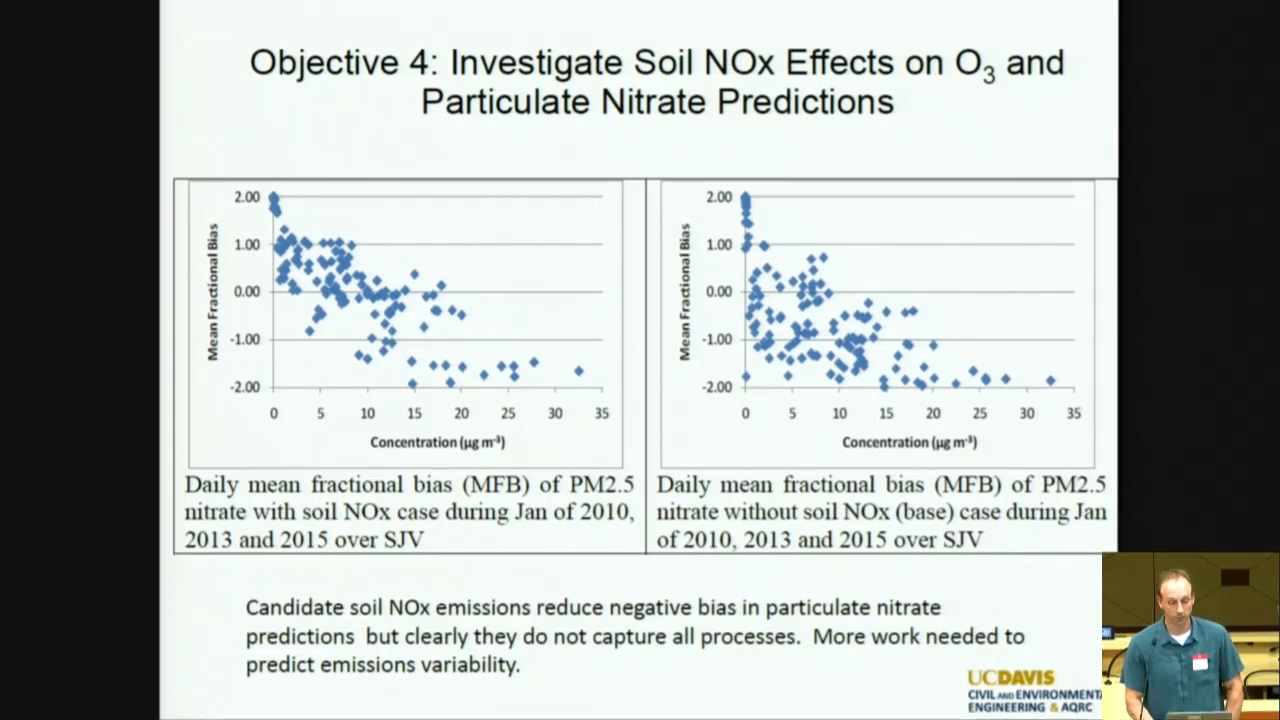 Objective 4: Investigate Soil NOx Effects on O3 and
Particulate Nitrate Predictions
2.00
1.00
0.00
-1.00
-2.00
Mean Fractional Bias
0 5 10 15 20 25 30 35
Concentration (µg m-3)
2.00
1.00
0.00
-1.00
-2.00
Mean Fractional Bias
0 5 10 15 20 25 30 35
Concentration (µg m-3)
Daily mean fractional bias (MFB) of PM2.5
nitrate with soil NOx case during Jan of 2010,
2013 and 2015 over SJV
Daily mean fractional bias (MFB) of PM2.5
nitrate without soil NOx (base) case during Jan
of 2010, 2013 and 2015 over SJV
Candidate soil NOx emissions reduce negative bias in particulate nitrate
predictions but clearly they do not capture all processes. More work needed to
predict emissions variability.
UCDAVIS
CIVIL AND ENVIRONMENT
ENGINEERING & AQRC